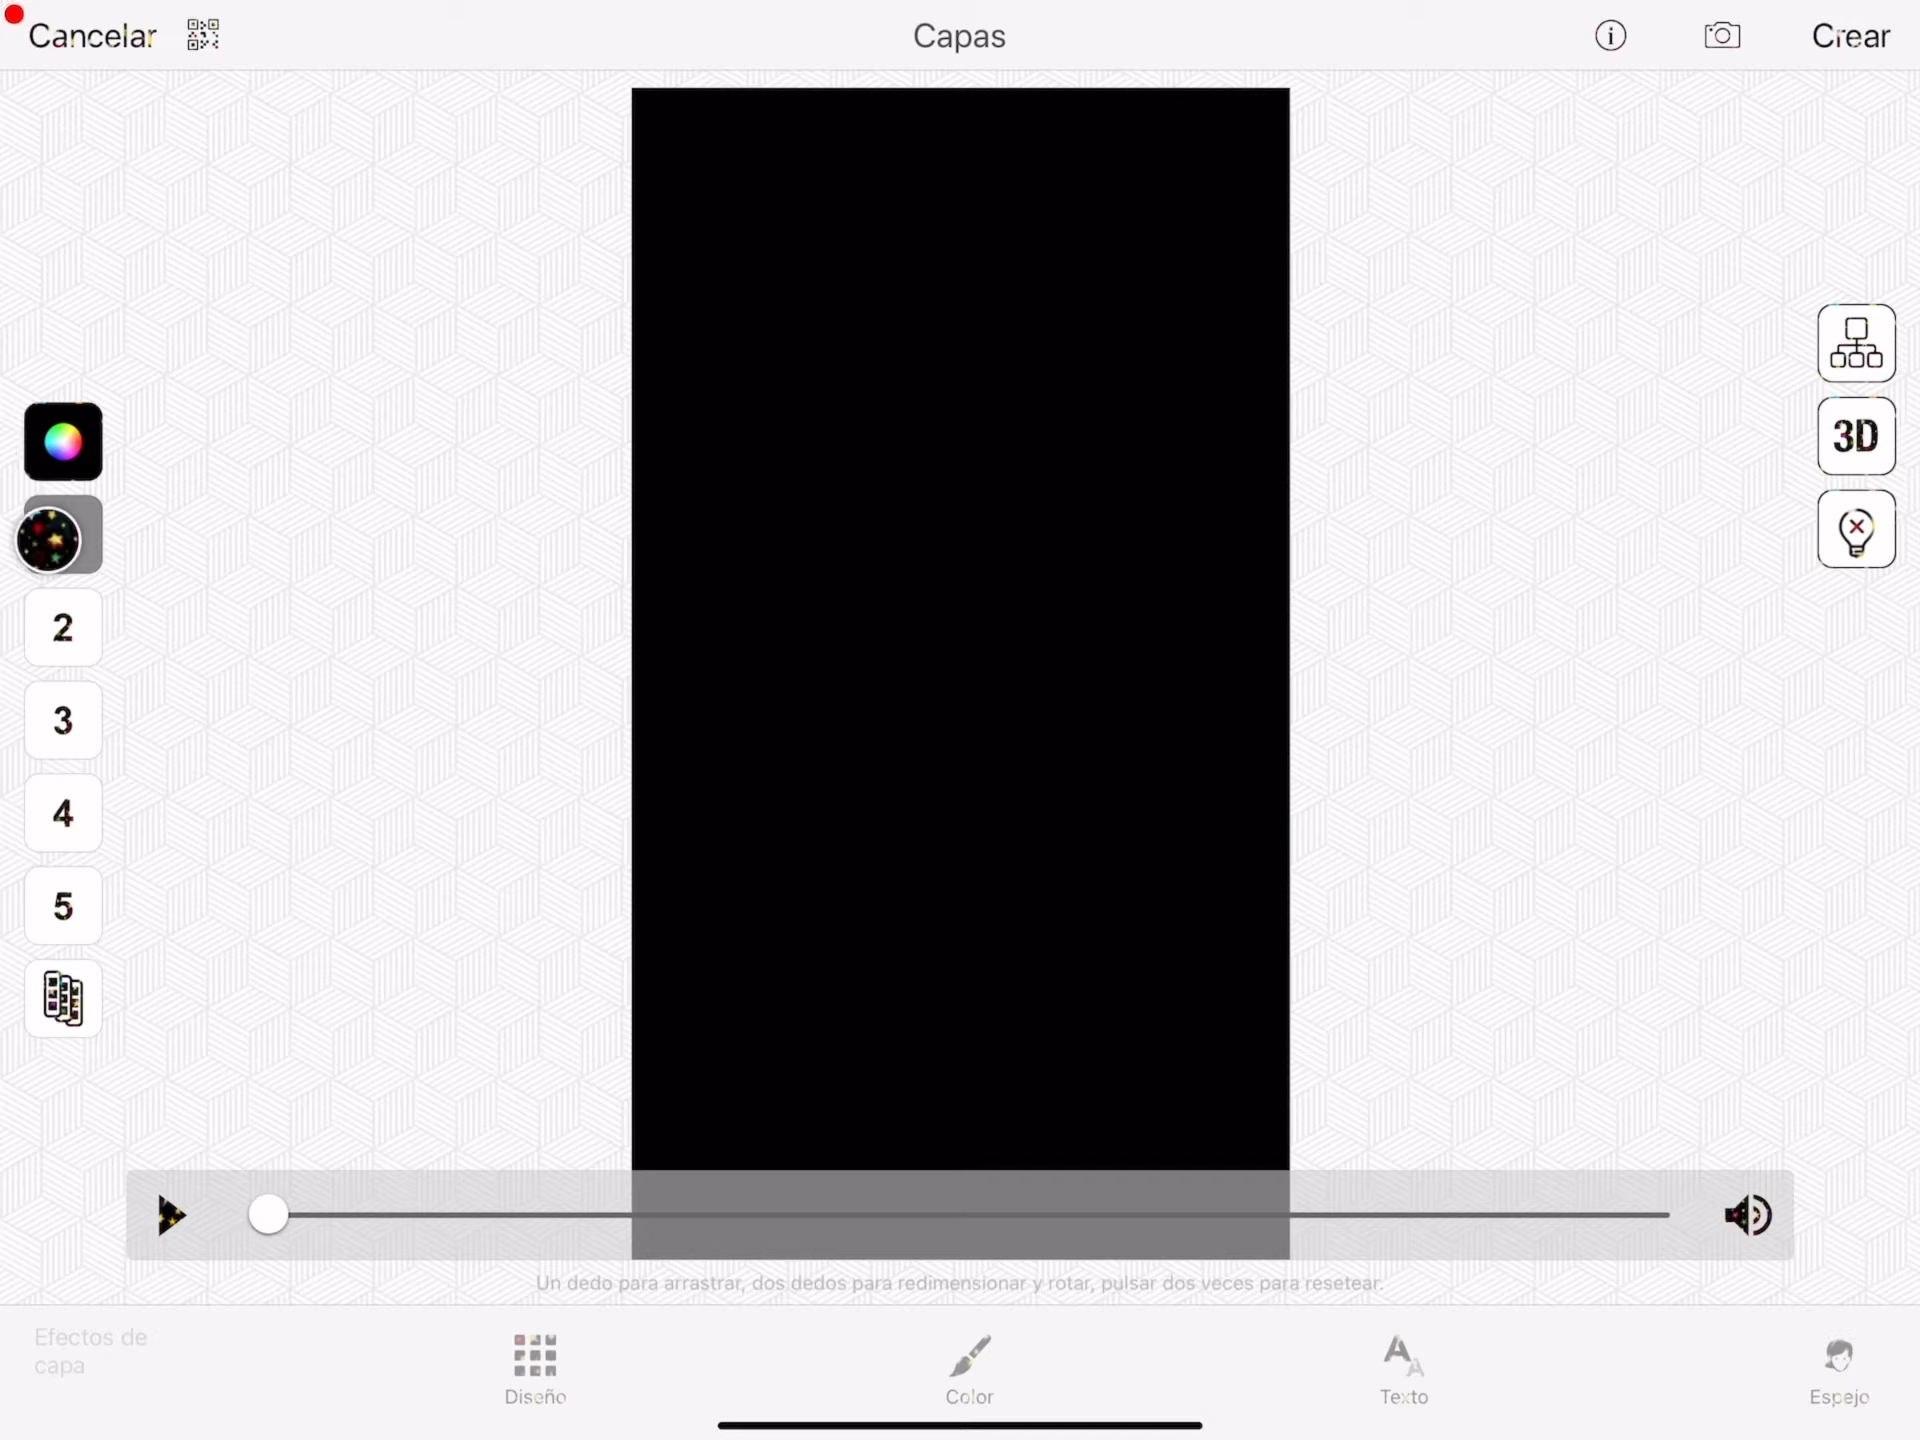 Cancelar
Capas
Crear
3D
2
3
4
5
Un dedo para arrastrar, dos dedos para redimensionar y rotar, pulsar dos veces para resetear.
Efectos de
capa
Diseño
Color
Texto
Espejo